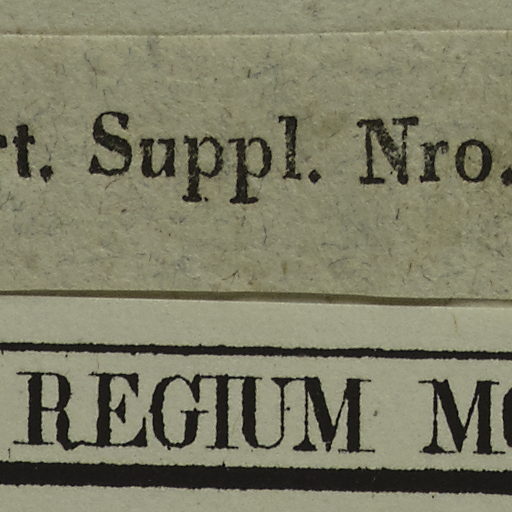 rt. Suppl. Nro.
REGIUM M